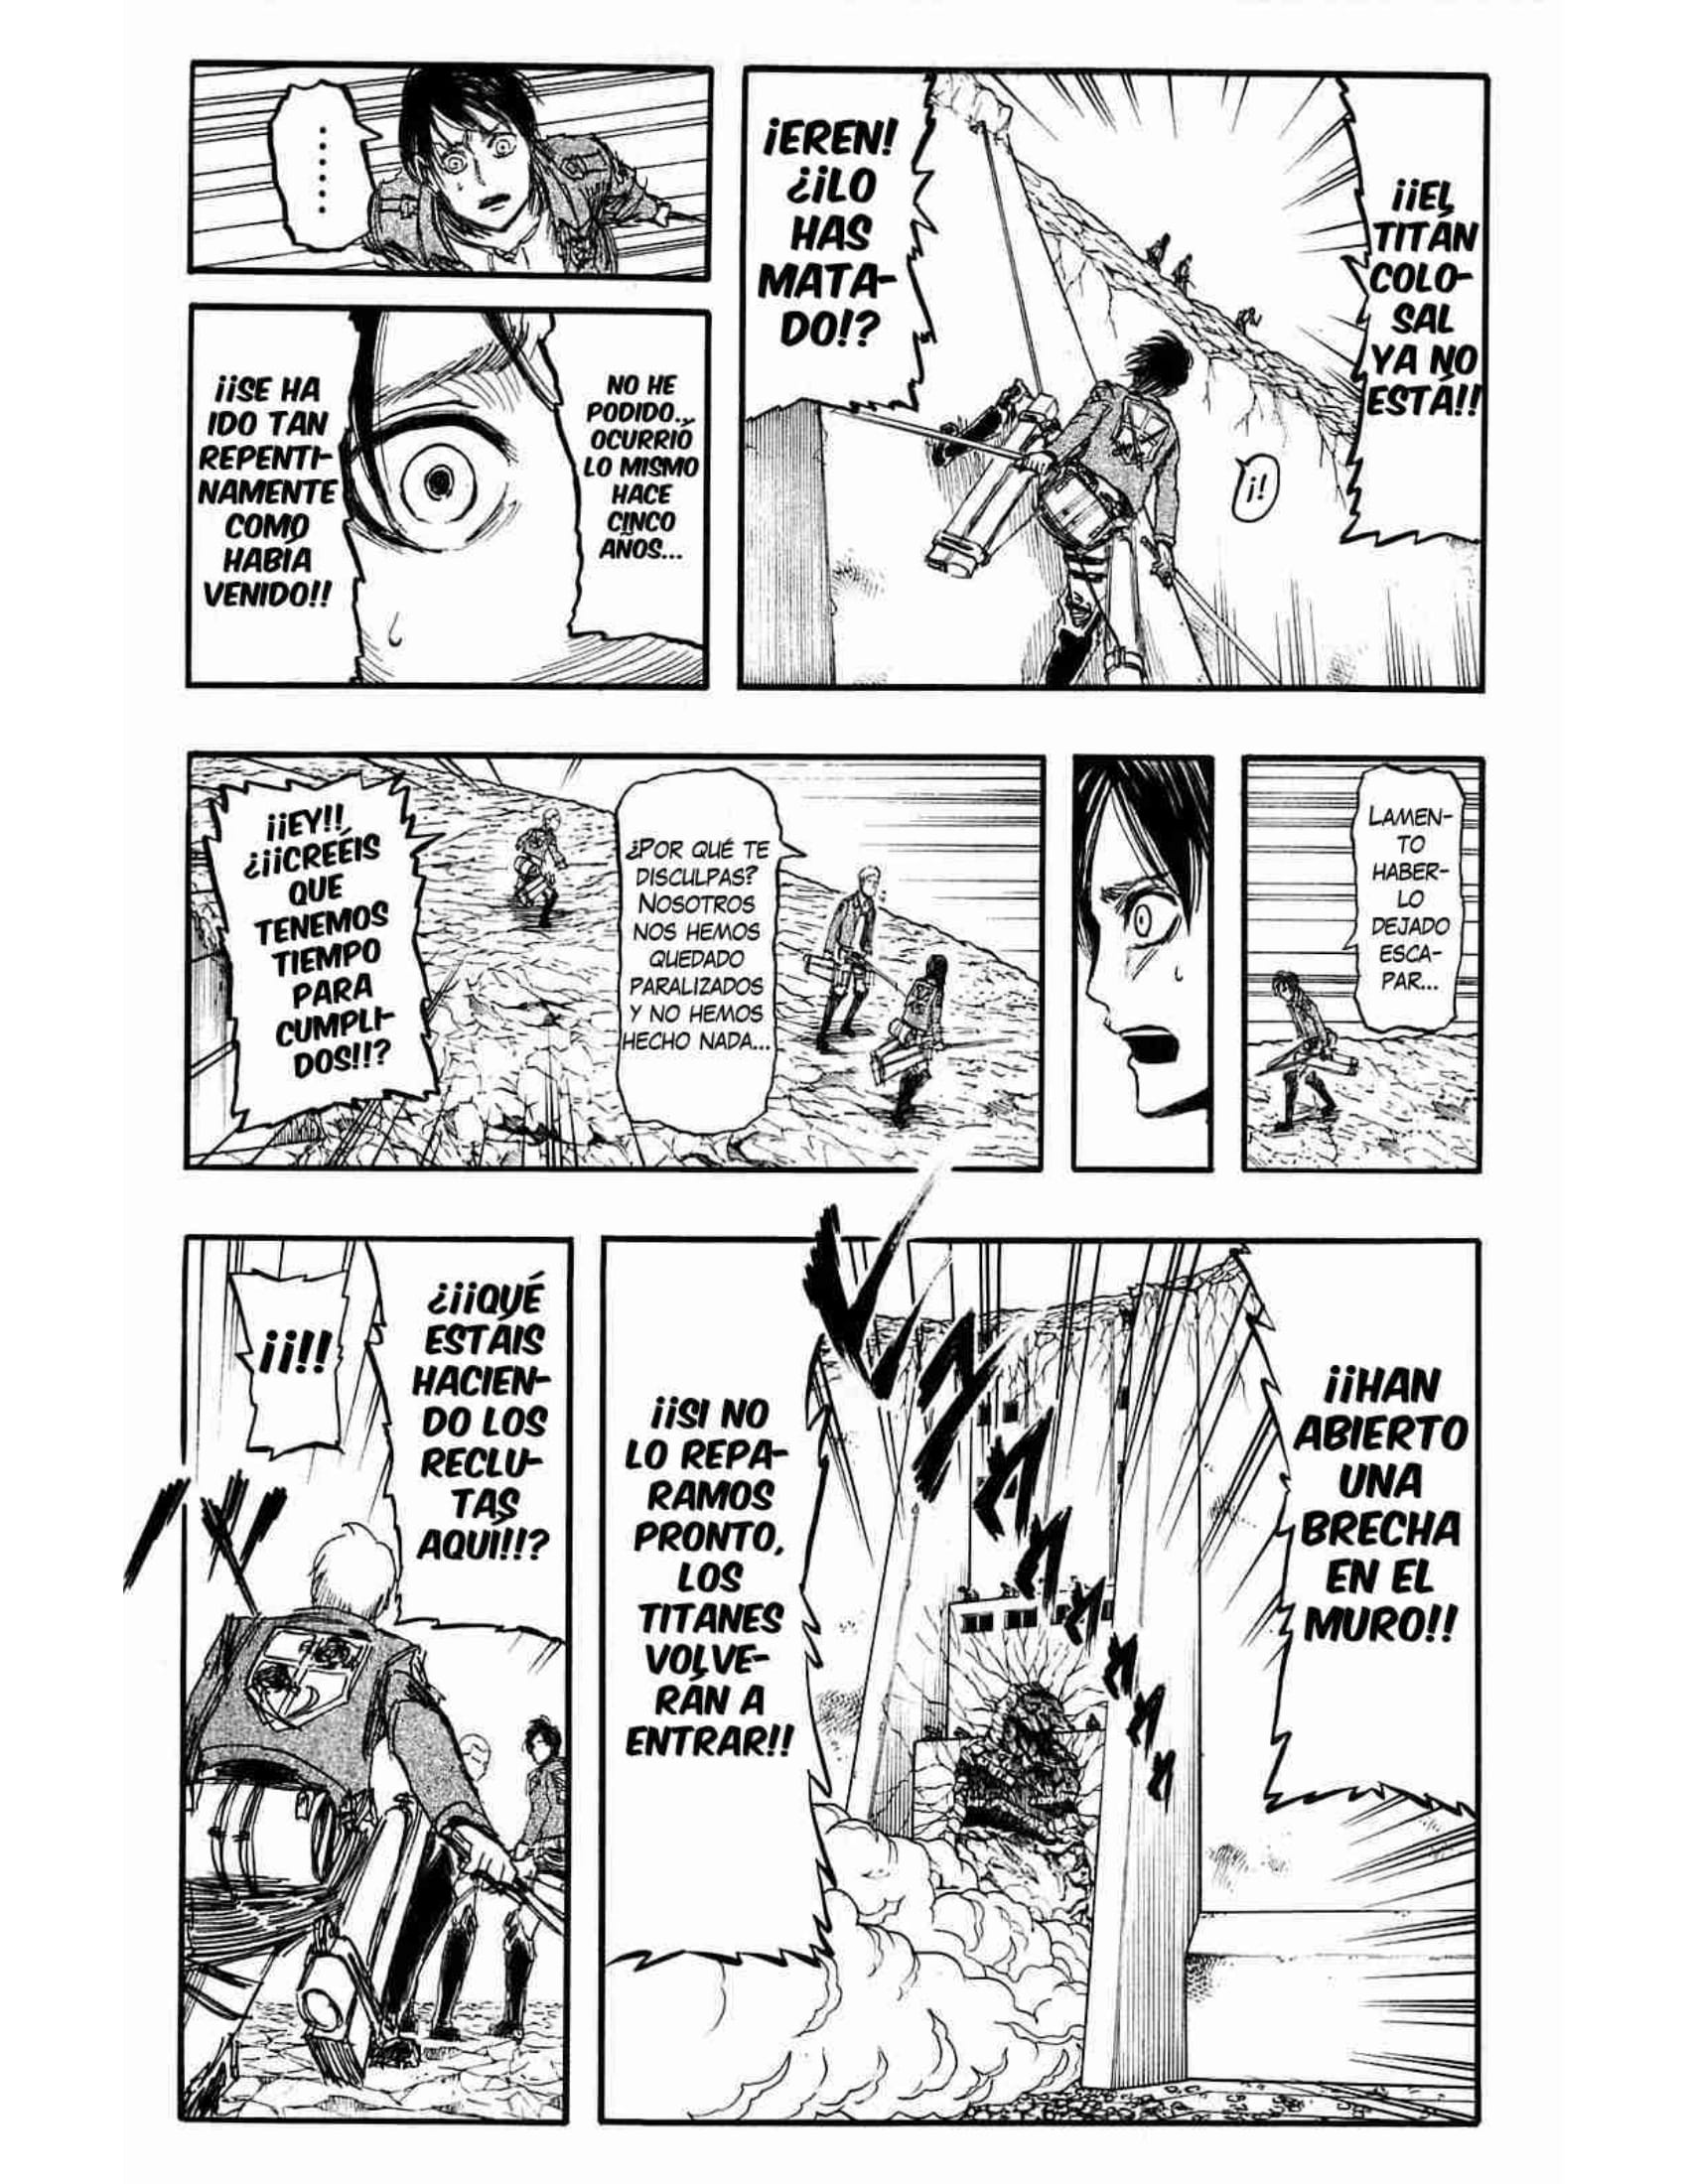 ¡¡EL
TITÁN
COLO-
SAL
YA NO
ESTÁ!!
¡EREN!
¿¡LO
HAS
MATA-
DO!?
¡!
......
NO HE
PODIDO...
OCURRIÓ
LO MISMO
HACE
CINCO
AÑOS...
¡¡SE HA
IDO TAN
REPENTI-
NAMENTE
COMO
HABÍA
VENIDO!!
LAMEN-
TO
HABER-
LO
DEJADO
ESCA-
PAR...
¿POR QUÉ TE
DISCULPAS?
NOSOTROS
NOS HEMOS
QUEDADO
PARALIZADOS
Y NO HEMOS
HECHO NADA...
¡¡EY!!
¿¡¡CREÉIS
QUE
TENEMOS
TIEMPO
PARA
CUMPLI-
DOS!!?
¡¡HAN
ABIERTO
UNA
BRECHA
EN EL
MURO!!
¡¡SI NO
LO REPA-
RAMOS
PRONTO,
LOS
TITANES
VOLVE-
RÁN A
ENTRAR!!
¿¡¡QUÉ
ESTÁIS
HACIEN-
DO LOS
RECLU-
TAS
AQUÍ!!?
¡¡!!